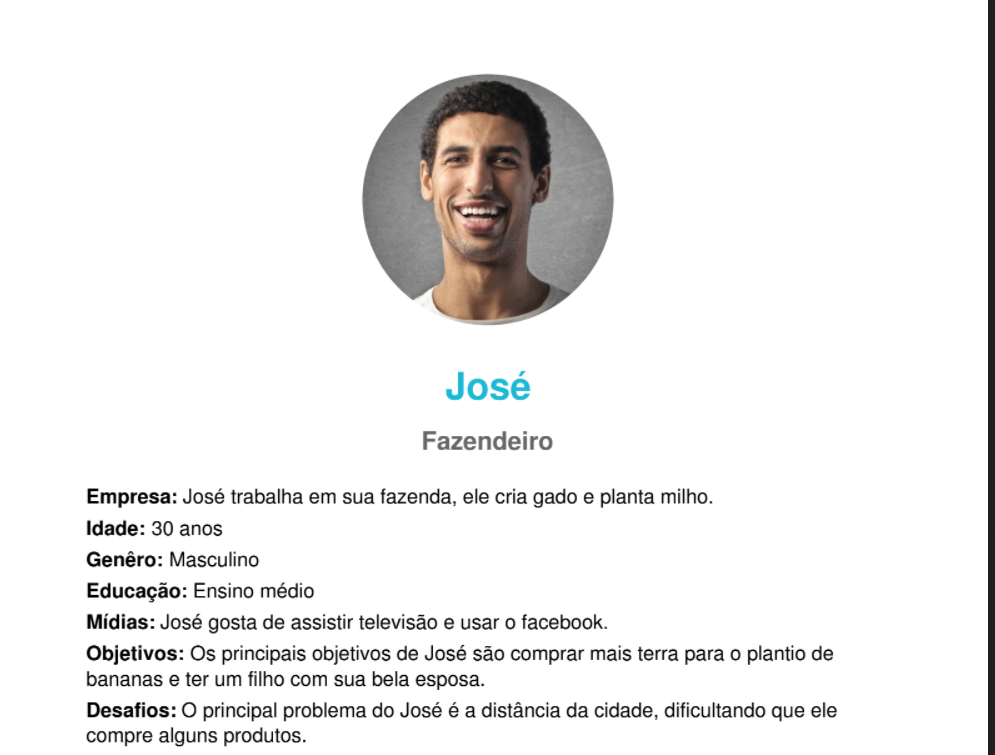 José
Fazendeiro
Empresa: José trabalha em sua fazenda, ele cria gado e planta milho.
Idade: 30 anos
Genêro: Masculino
Educação: Ensino médio
Mídias: José gosta de assistir televisão e usar o facebook.
Objetivos: Os principais objetivos de José são comprar mais terra para o plantio de
bananas e ter um filho com sua bela esposa.
Desafios: O principal problema do José é a distância da cidade, dificultando que ele
compre alguns produtos.